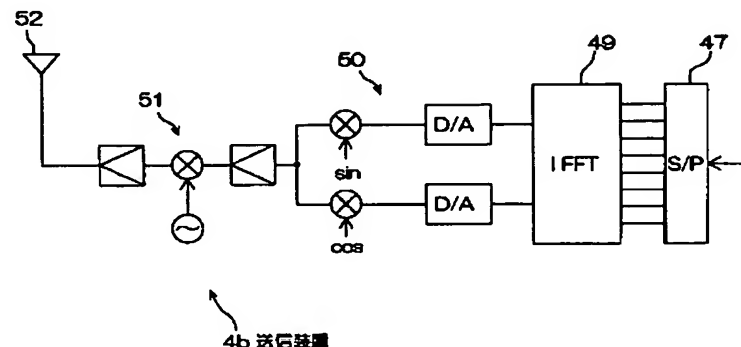 52
51
50
49
47
D/A
IFFT
S/P
sin
D/A
cos
4b 送信装置